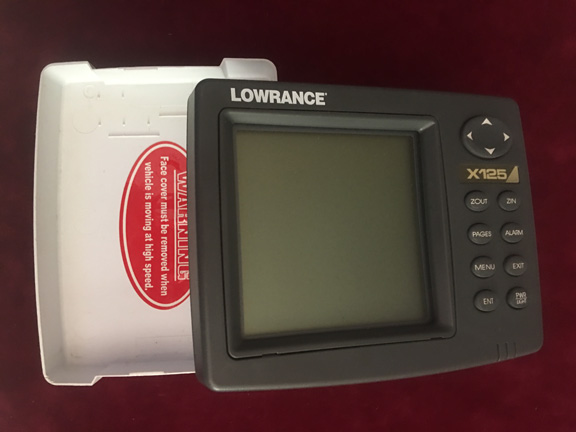 LOWRANCE
X125
ZOUT
ZIN
PAGES
ALARM
MENU
EXIT
ENT
PWR
LIGHT
WARNING
Face cover must be removed when
vehicle is moving at high speed.